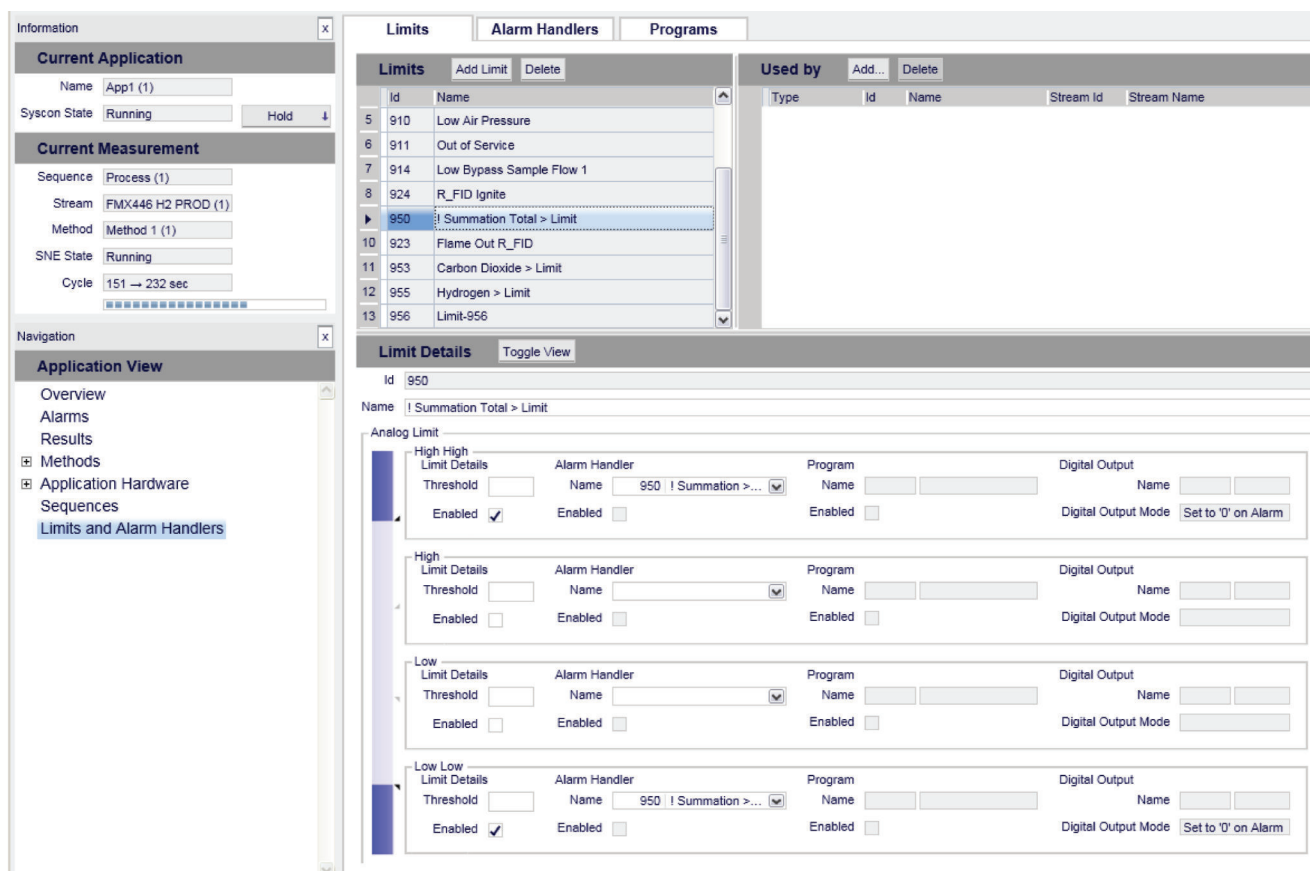 Information x
Current Application
Name App1 (1)
Syscon State Running Hold ↓
Current Measurement
Sequence Process (1)
Stream FMX446 H2 PROD (1)
Method Method 1 (1)
SNE State Running
Cycle 151 → 232 sec
Navigation x
Application View
Overview
Alarms
Results
Methods
Application Hardware
Sequences
Limits and Alarm Handlers
Limits Alarm Handlers Programs
Limits Add Limit Delete
Id Name
5 910 Low Air Pressure
6 911 Out of Service
7 914 Low Bypass Sample Flow 1
8 924 R_FID Ignite
950 ! Summation Total > Limit
10 923 Flame Out R_FID
11 953 Carbon Dioxide > Limit
12 955 Hydrogen > Limit
13 956 Limit-956
Used by Add... Delete
Type Id Name Stream Id Stream Name
Limit Details Toggle View
Id 950
Name ! Summation Total > Limit
Analog Limit
High High
Limit Details Alarm Handler Program Digital Output
Threshold Name 950 ! Summation >... Name Name
Enabled Enabled Enabled Digital Output Mode Set to '0' on Alarm
High
Limit Details Alarm Handler Program Digital Output
Threshold Name Name Name
Enabled Enabled Enabled Digital Output Mode
Low
Limit Details Alarm Handler Program Digital Output
Threshold Name Name Name
Enabled Enabled Enabled Digital Output Mode
Low Low
Limit Details Alarm Handler Program Digital Output
Threshold Name 950 ! Summation >... Name Name
Enabled Enabled Enabled Digital Output Mode Set to '0' on Alarm